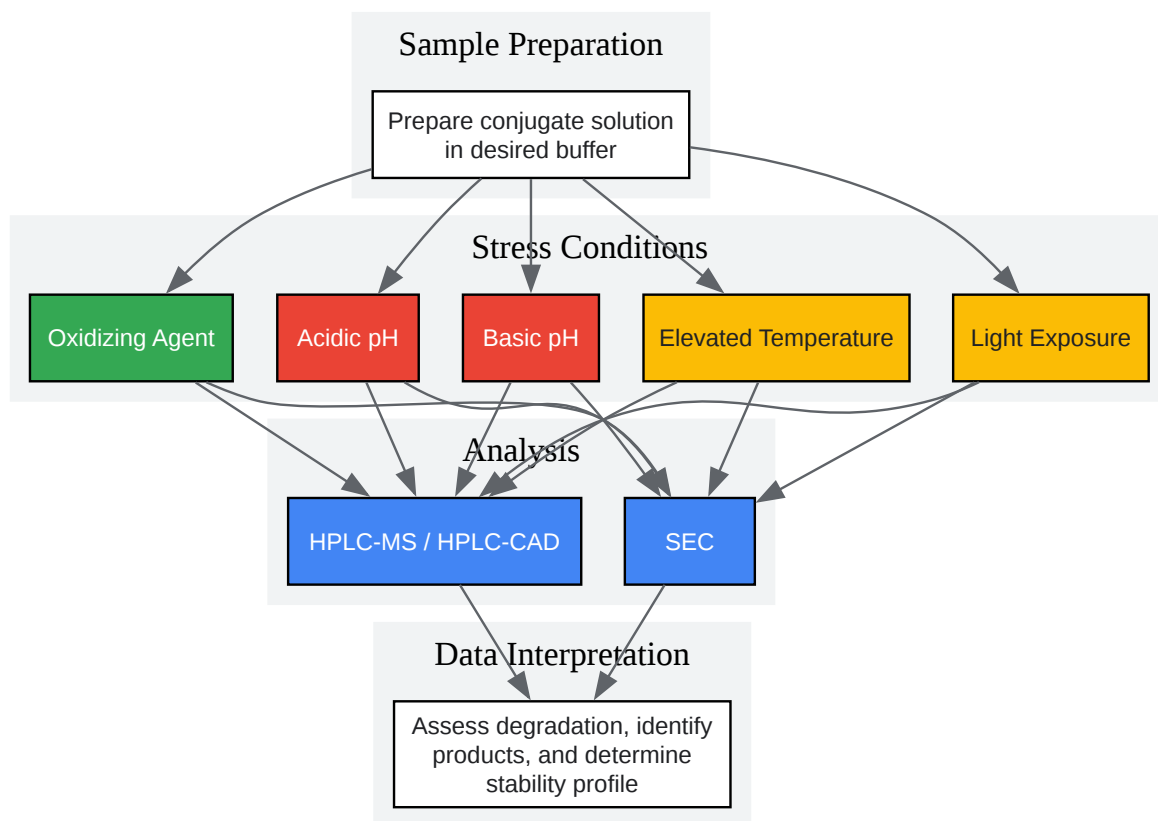 Sample Preparation
Prepare conjugate solution
in desired buffer
Stress Conditions
Oxidizing Agent
Acidic pH
Basic pH
Elevated Temperature
Light Exposure
Analysis
HPLC-MS / HPLC-CAD
SEC
Data Interpretation
Assess degradation, identify
products, and determine
stability profile